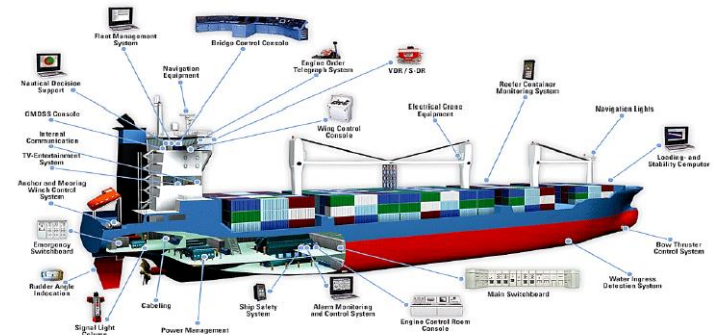 Fleet Management
System
Bridge Control Console
Navigation
Equipment
Engine Order
Telegraph System
VDR / S-DR
Reefer Container
Monitoring System
Nautical Decision
Support
GMDSS Console
Internal
Communication
TV-Entertainment
System
Anchor and Mooring
Winch Control
System
Wing Control
Console
Electrical Crane
Equipment
Navigation Lights
Loading- and
Stability Computer
Emergency
Switchboard
Rudder Angle
Indication
Signal Light
Column
Cabeling
Power Management
Ship Safety
System
Alarm Monitoring
and Control System
Engine Control Room
Console
Main Switchboard
Water Ingress
Detection System
Bow Thruster
Control System